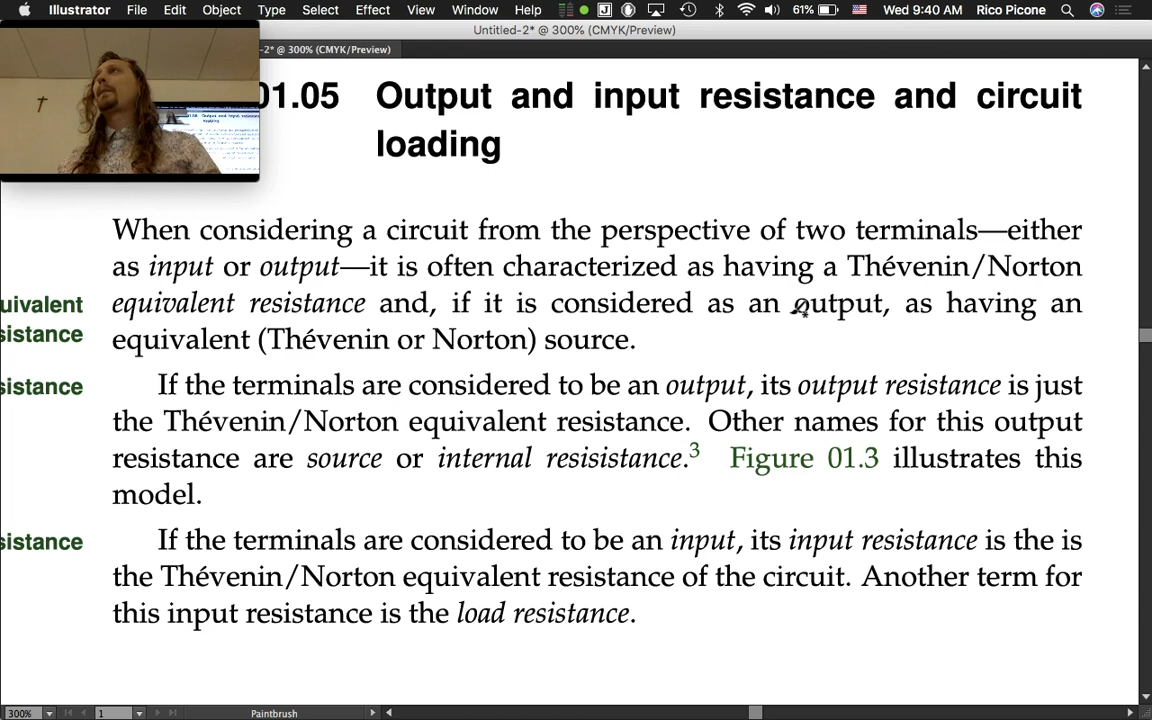 Illustrator File Edit Object Type Select Effect View Window Help 61% Wed 9:40 AM Rico Picone
Untitled-2* @ 300% (CMYK/Preview)
-2* @ 300% (CMYK/Preview)
01.05 Output and input resistance and circuit
loading
When considering a circuit from the perspective of two terminals—either
as input or output—it is often characterized as having a Thévenin/Norton
uivalent equivalent resistance and, if it is considered as an output, as having an
sistance equivalent (Thévenin or Norton) source.
sistance If the terminals are considered to be an output, its output resistance is just
the Thévenin/Norton equivalent resistance. Other names for this output
resistance are source or internal resisistance.3 Figure 01.3 illustrates this
model.
sistance If the terminals are considered to be an input, its input resistance is the is
the Thévenin/Norton equivalent resistance of the circuit. Another term for
this input resistance is the load resistance.
300% 1 Paintbrush